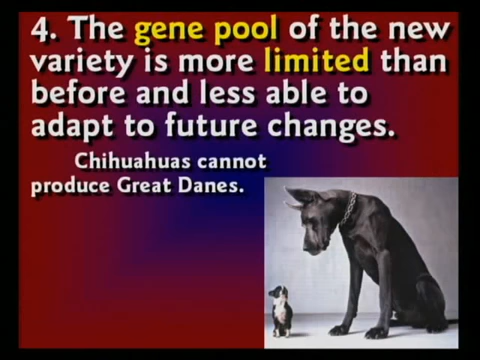 4. The gene pool of the new
variety is more limited than
before and less able to
adapt to future changes.
Chihuahuas cannot
produce Great Danes.